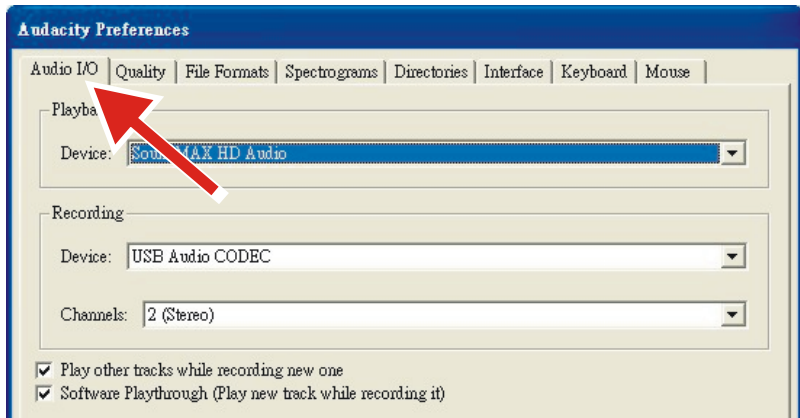 Audacity Preferences
Audio I/O Quality File Formats Spectrograms Directories Interface Keyboard Mouse
Device: HD Audio
Recording
Device: USB Audio CODEC
Channels: 2 (Stereo)
Play other tracks while recording new one
Software Playthrough (Play new track while recording it)